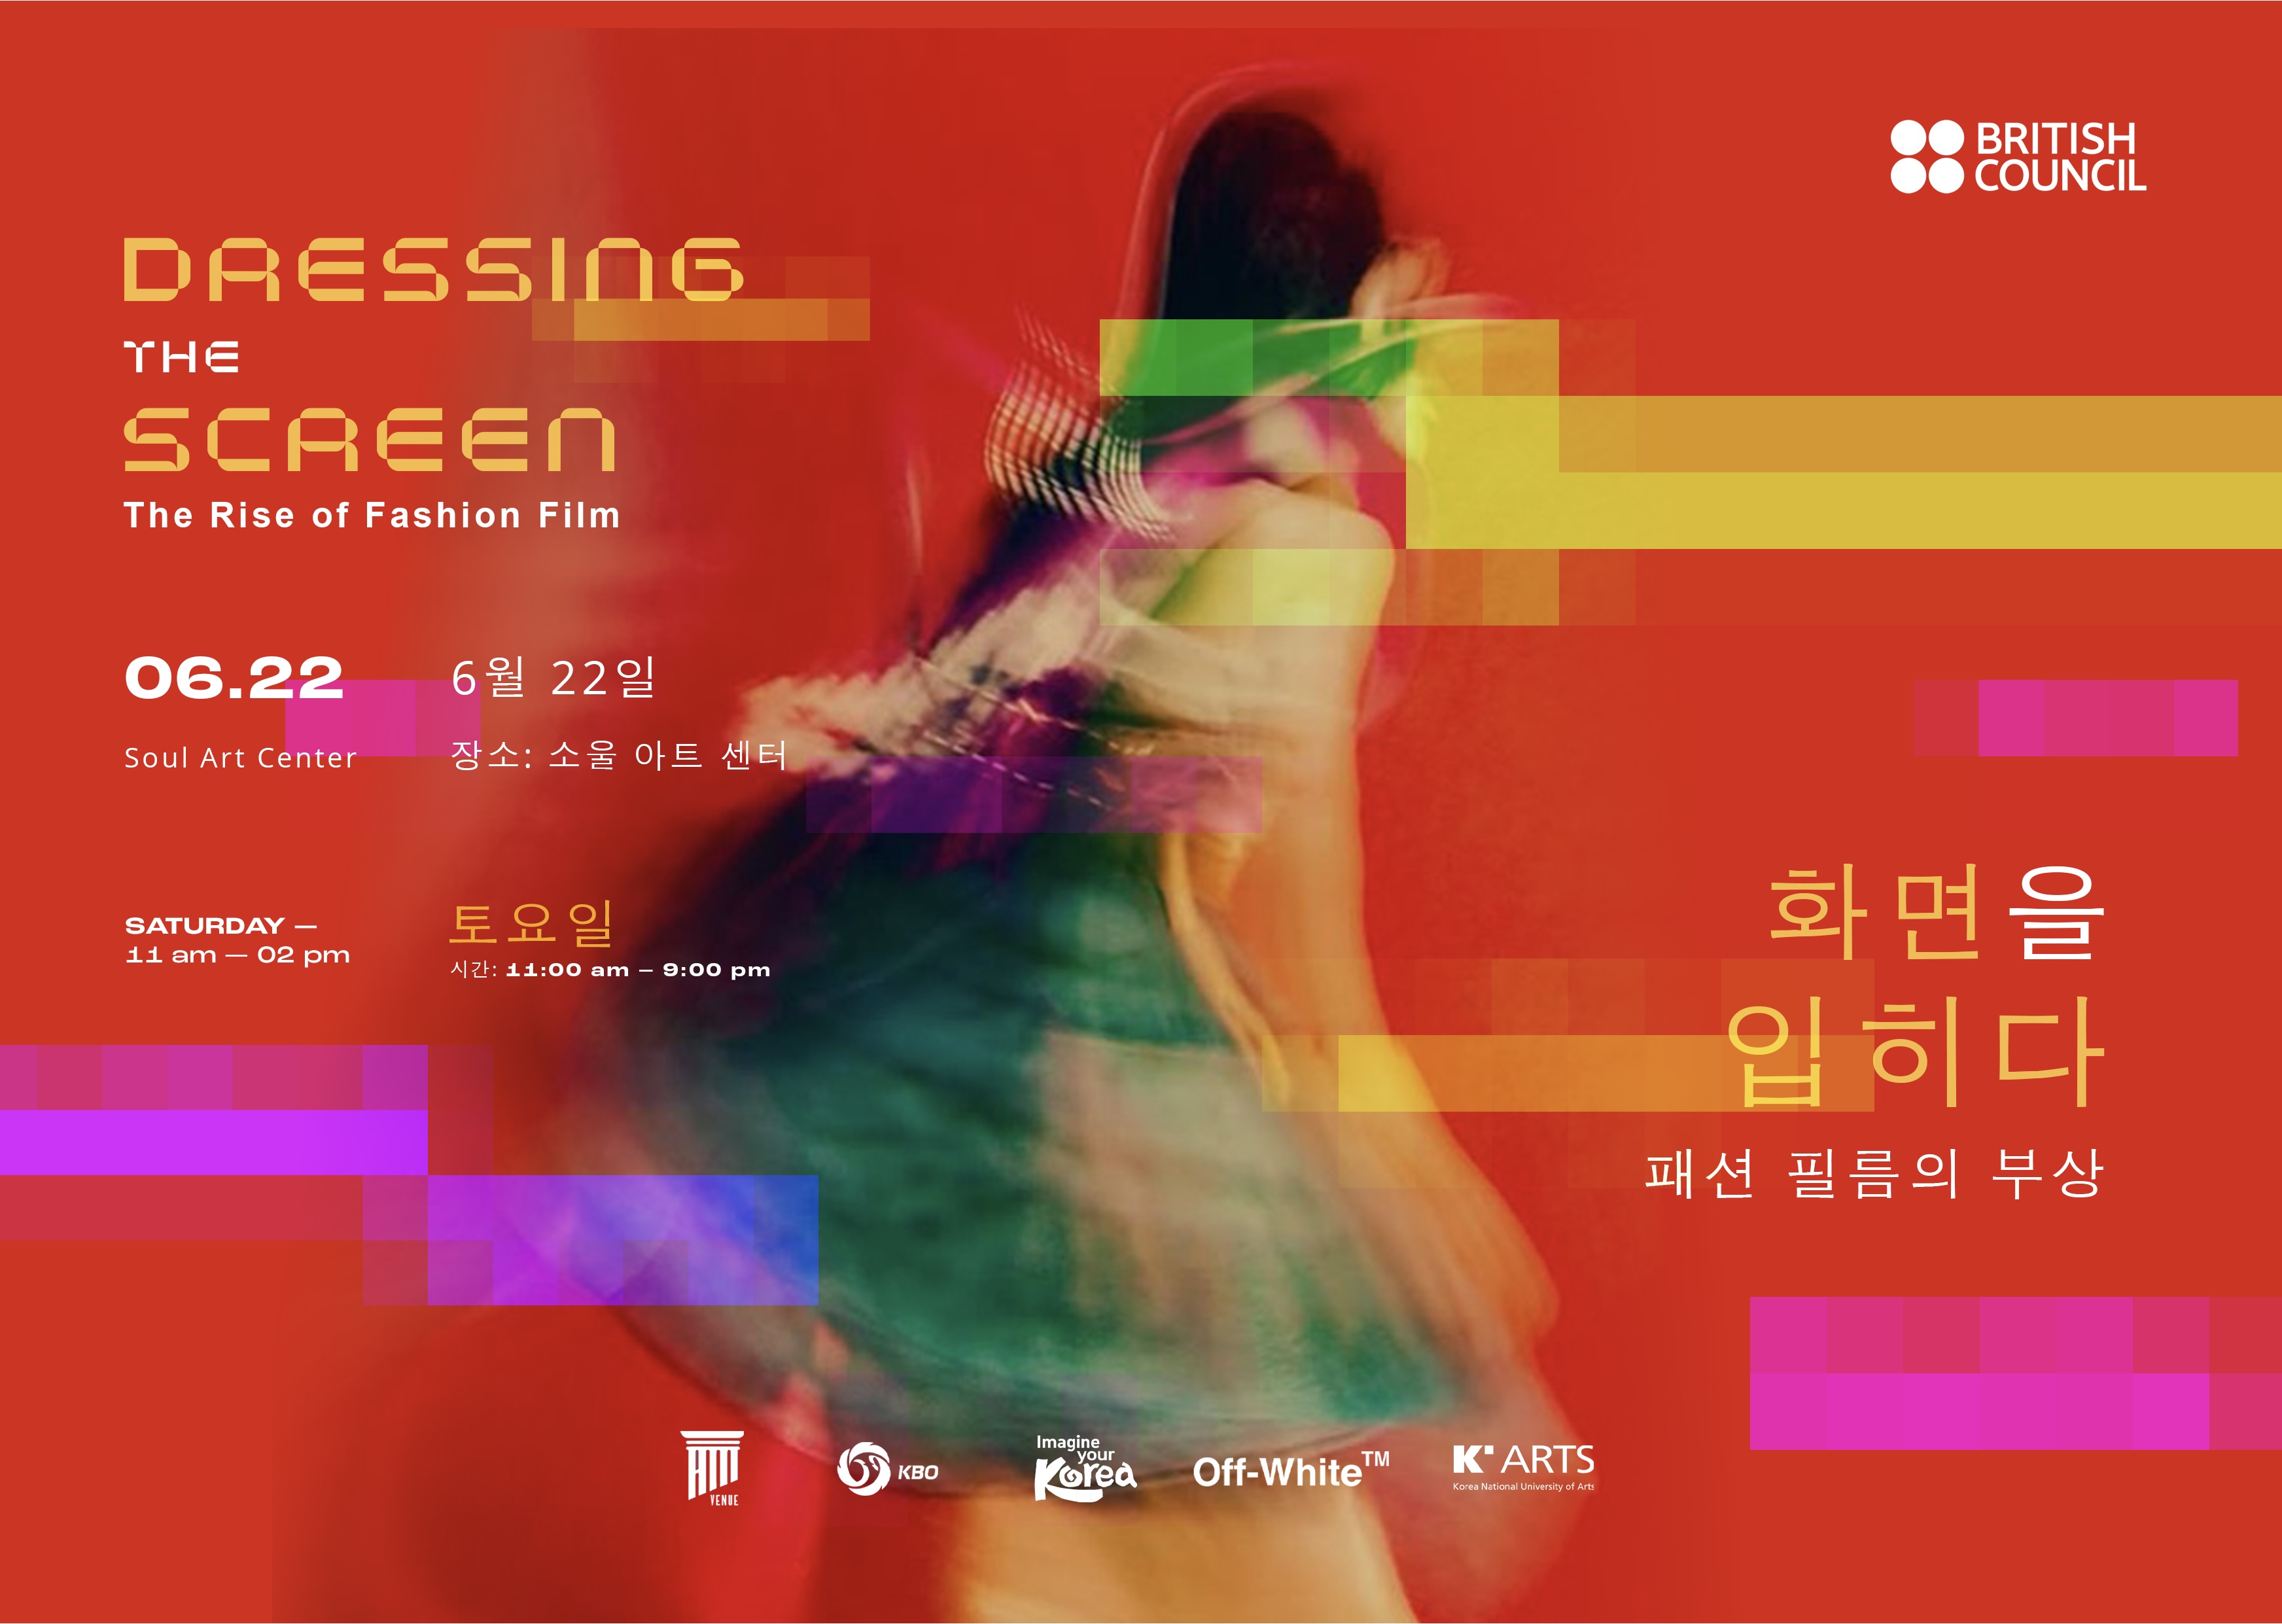 BRITISH
COUNCIL
DRESSING
THE
SCREEN
The Rise of Fashion Film
06.22
6월 22일
Soul Art Center
장소: 소울 아트 센터
SATURDAY —
11 am — 02 pm
토요일
시간: 11:00 am – 9:00 pm
화면을
입히다
패션 필름의 부상
VENUE
KBO
Imagine
your
Korea
Off-White™
K' ARTS
Korea National University of Arts